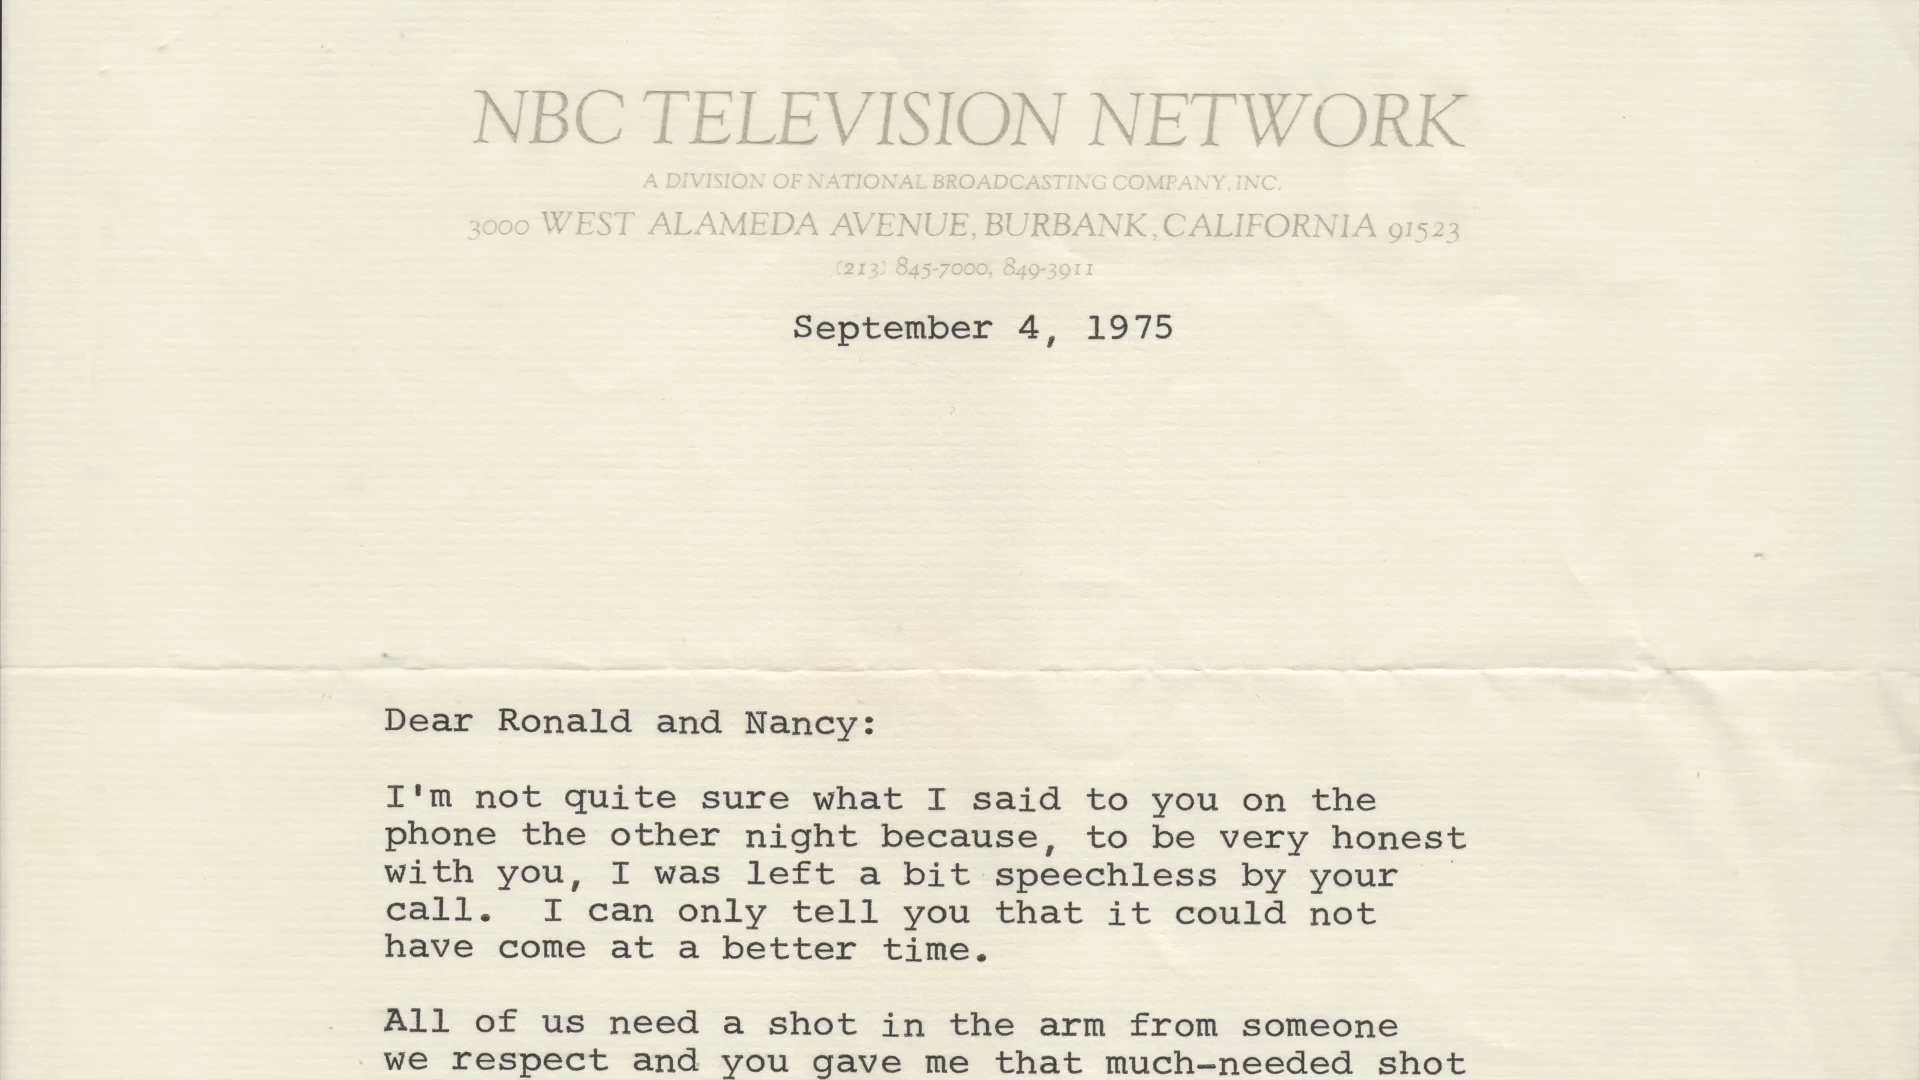 NBC TELEVISION NETWORK
A DIVISION OF NATIONAL BROADCASTING COMPANY, INC.
3000 WEST ALAMEDA AVENUE, BURBANK, CALIFORNIA 91523
(213) 845-7000, 849-3911
September 4, 1975
Dear Ronald and Nancy:
I'm not quite sure what I said to you on the
phone the other night because, to be very honest
with you, I was left a bit speechless by your
call.  I can only tell you that it could not
have come at a better time.
All of us need a shot in the arm from someone
we respect and you gave me that much-needed shot